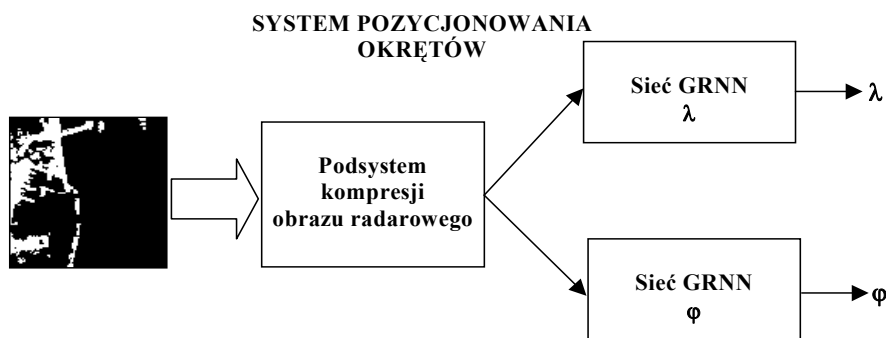 SYSTEM POZYCJONOWANIA
OKRĘTÓW
Sieć GRNN
λ
λ
Podsystem
kompresji
obrazu radarowego
Sieć GRNN
φ
φ